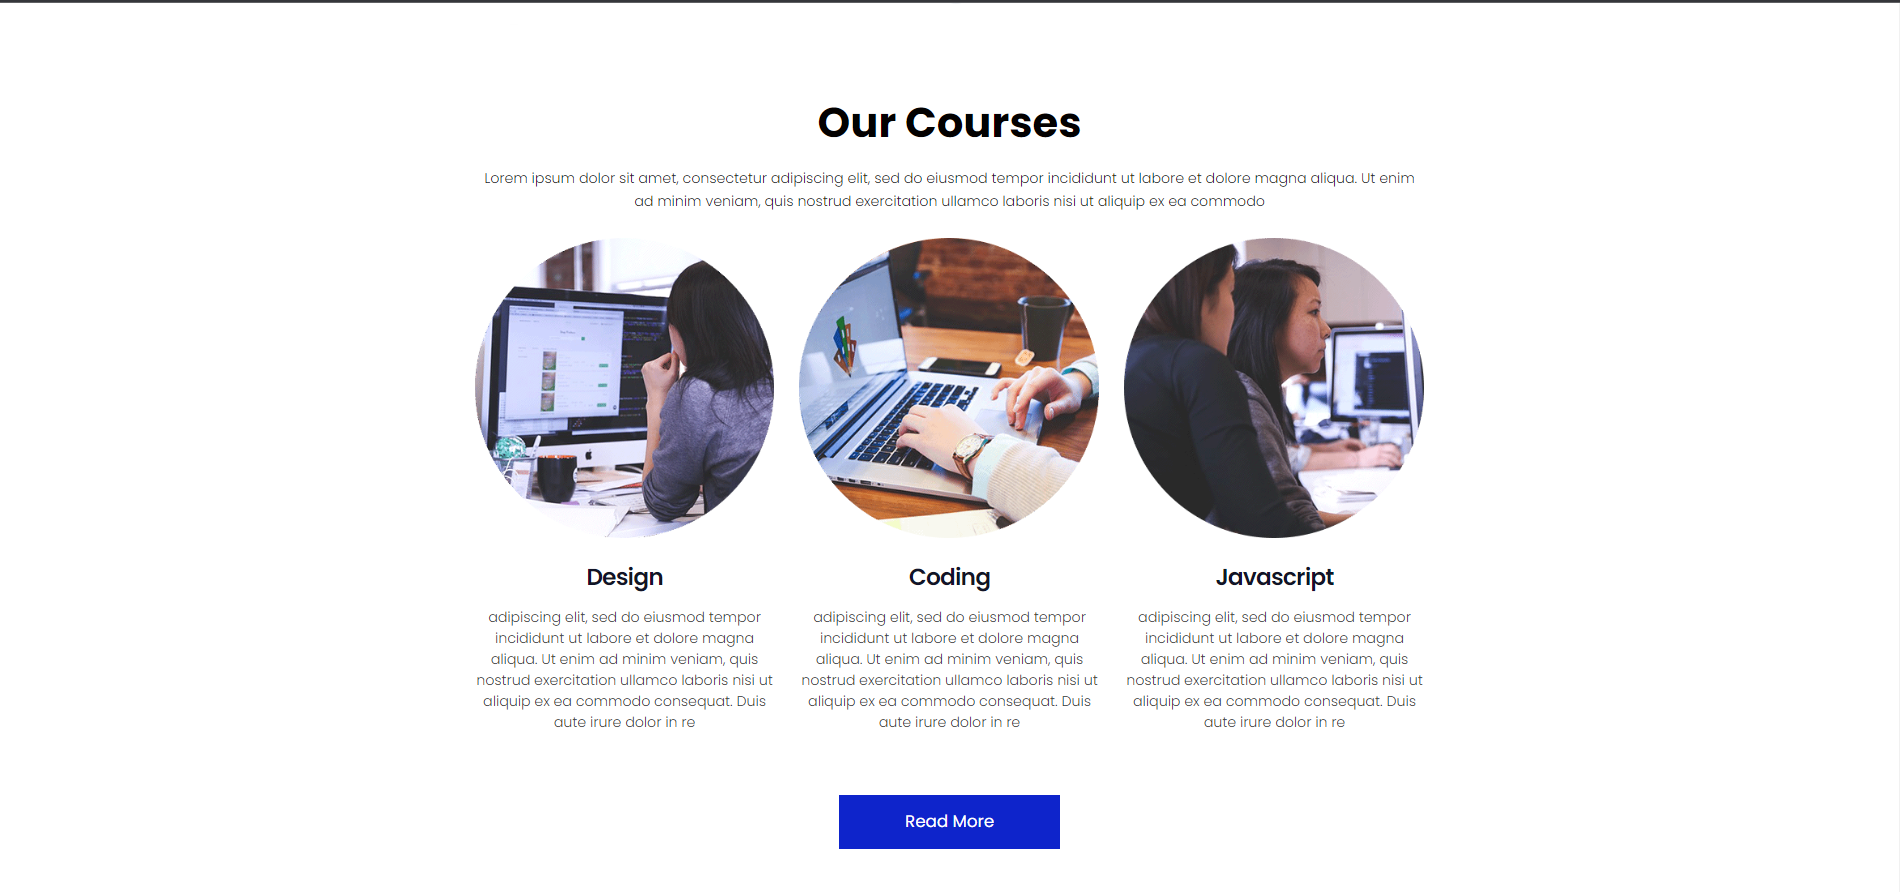 Our Courses
Lorem ipsum dolor sit amet, consectetur adipiscing elit, sed do eiusmod tempor incididunt ut labore et dolore magna aliqua. Ut enim
ad minim veniam, quis nostrud exercitation ullamco laboris nisi ut aliquip ex ea commodo
Design
adipiscing elit, sed do eiusmod tempor
incididunt ut labore et dolore magna
aliqua. Ut enim ad minim veniam, quis
nostrud exercitation ullamco laboris nisi ut
aliquip ex ea commodo consequat. Duis
aute irure dolor in re
Coding
adipiscing elit, sed do eiusmod tempor
incididunt ut labore et dolore magna
aliqua. Ut enim ad minim veniam, quis
nostrud exercitation ullamco laboris nisi ut
aliquip ex ea commodo consequat. Duis
aute irure dolor in re
Javascript
adipiscing elit, sed do eiusmod tempor
incididunt ut labore et dolore magna
aliqua. Ut enim ad minim veniam, quis
nostrud exercitation ullamco laboris nisi ut
aliquip ex ea commodo consequat. Duis
aute irure dolor in re
Read More